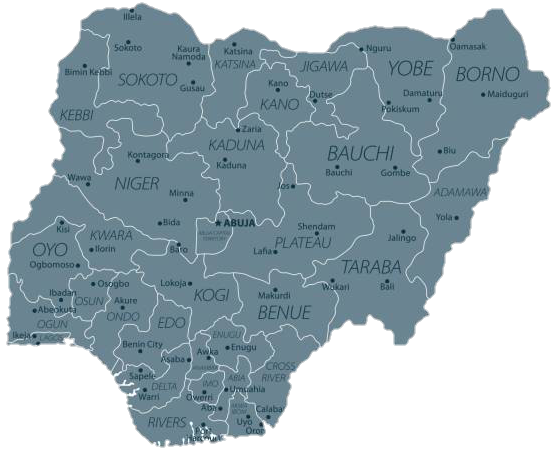 Illela
Sokoto
Kaura
Namoda
Katsina
KATSINA
Nguru
Damasak
JIGAWA
YOBE
BORNO
Birnin Kebbi
SOKOTO
Gusau
Kano
KANO
Dutse
Damaturu
Potiskum
Maiduguri
KEBBI
Zaria
KADUNA
Kaduna
Kontagora
BAUCHI
Bauchi
Gombe
Biu
Wawa
NIGER
Minna
Jos
ADAMAWA
Yola
Kisi
Bida
ABUJA
Shendam
Jalingo
OYO
KWARA
Ilorin
Baro
Lafia
PLATEAU
Ogbomoso
TARABA
Ibadan
Osogbo
OSUN
Akure
ONDO
Lokoja
KOGI
Makurdi
BENUE
Wukari
Bali
Abeokuta
OGUN
Ikeja
LAGOS
EDO
Benin City
ENUGU
Enugu
Awka
Asaba
Sapele
DELTA
Warri
IMO
Owerri
ABIA
Umuahia
CROSS
RIVER
Aba
RIVERS
Port
Harcourt
Uyo
Oron
Calabar